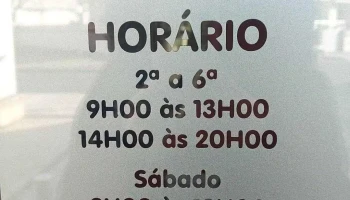 HORÁRIO
2ª a 6ª
9H00 às 13H00
14H00 às 20H00
Sábado